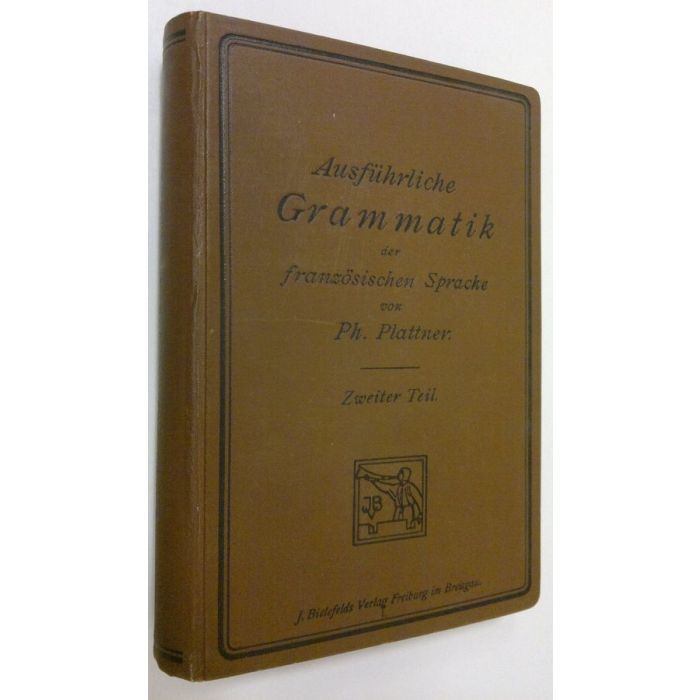 Ausführliche
Grammatik
der
französischen Sprache
von
Ph. Plattner.
Zweiter Teil.
JB
J. Bielefelds Verlag Freiburg im Breisgau.